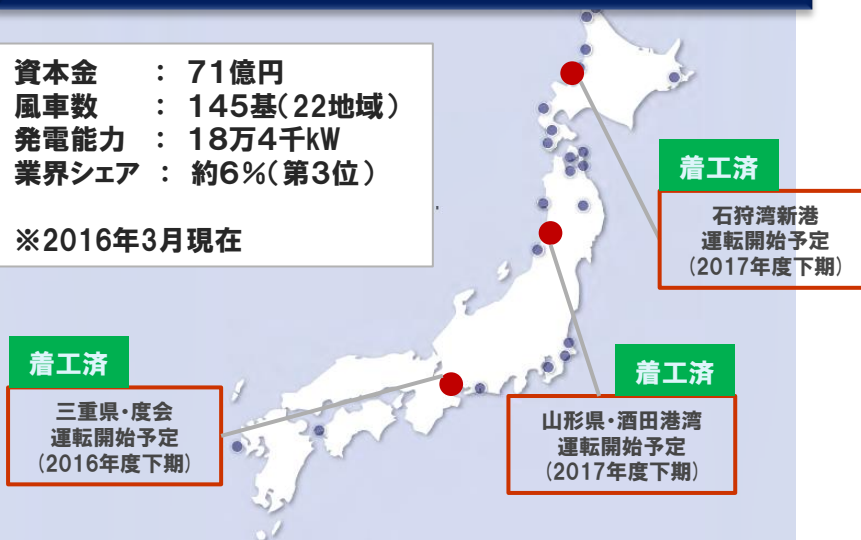 資本金 : 71億円
風車数 : 145基(22地域)
発電能力 : 18万4千kW
業界シェア : 約6%(第3位)
※2016年3月現在
着工済
石狩湾新港
運転開始予定
(2017年度下期)
着工済
三重県・度会
運転開始予定
(2016年度下期)
着工済
山形県・酒田港湾
運転開始予定
(2017年度下期)